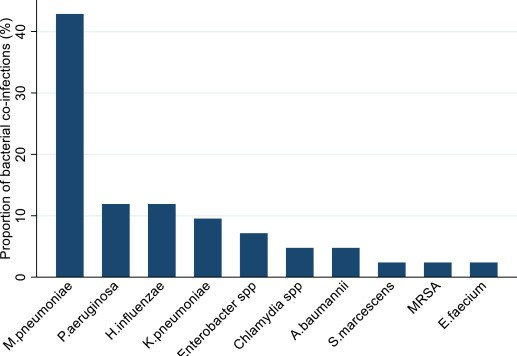 Proportion of bacterial co-infections (%)
40
30
20
10
0
M.pneumoniae
P.aeruginosa
H.influenzae
K.pneumoniae
Enterobacter spp
Chlamydia spp
A.baumannii
S.marcescens
MRSA
E.faecium